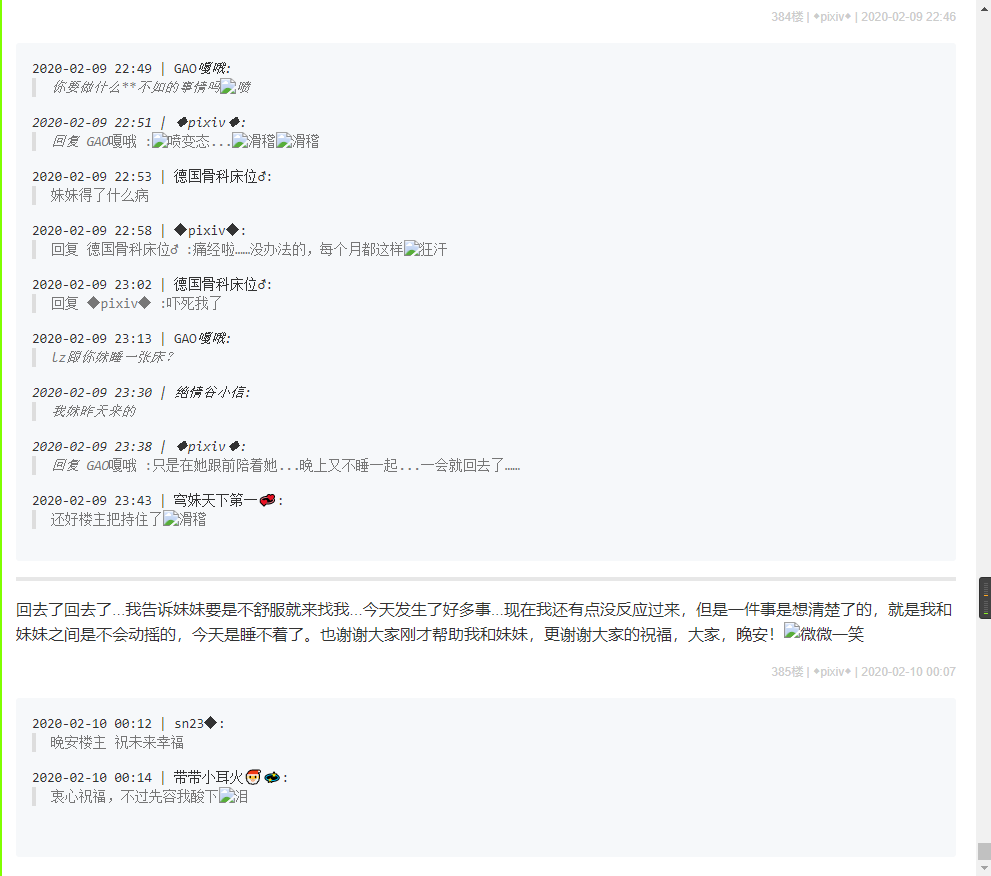 384楼 | ◆pixiv◆ | 2020-02-09 22:46
2020-02-09 22:49 | GAO嘎哦:
你要做什么**不如的事情吗喷
2020-02-09 22:51 | ◆pixiv◆:
回复 GAO嘎哦 :喷变态...滑稽滑稽
2020-02-09 22:53 | 德国骨科床位♂:
妹妹得了什么病
2020-02-09 22:58 | ◆pixiv◆:
回复 德国骨科床位♂ :痛经啦……没办法的，每个月都这样狂汗
2020-02-09 23:02 | 德国骨科床位♂:
回复 ◆pixiv◆ :吓死我了
2020-02-09 23:13 | GAO嘎哦:
lz跟你妹睡一张床？
2020-02-09 23:30 | 绝情谷小信:
我妹昨天来的
2020-02-09 23:38 | ◆pixiv◆:
回复 GAO嘎哦 :只是在她跟前陪着她...晚上又不睡一起...一会就回去了……
2020-02-09 23:43 | 穹妹天下第一:
还好楼主把持住了滑稽
回去了回去了...我告诉妹妹要是不舒服就来找我...今天发生了好多事...现在我还有点没反应过来，但是一件事是想清楚了的，就是我和
妹妹之间是不会动摇的，今天是睡不着了。也谢谢大家刚才帮助我和妹妹，更谢谢大家的祝福，大家，晚安！微微一笑
385楼 | ◆pixiv◆ | 2020-02-10 00:07
2020-02-10 00:12 | sn23◆:
晚安楼主 祝未来幸福
2020-02-10 00:14 | 带带小耳火:
衷心祝福，不过先容我酸下泪